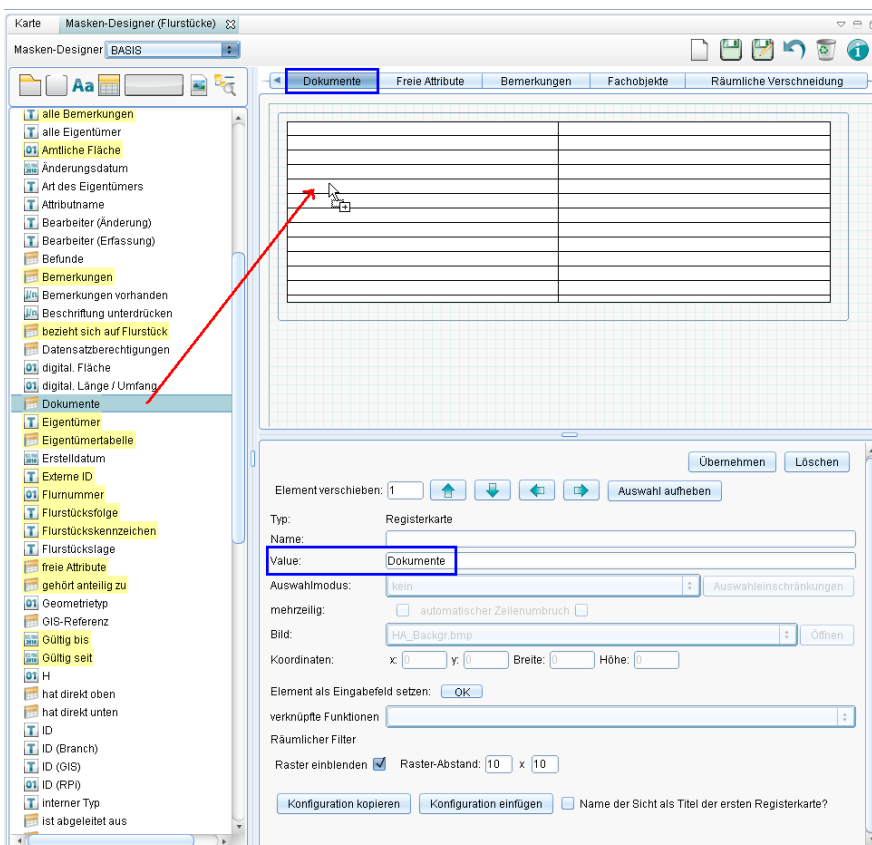 Karte Masken-Designer (Flurstücke)
Masken-Designer BASIS
Aa
Dokumente Freie Attribute Bemerkungen Fachobjekte Räumliche Verschneidung
alle Bemerkungen
alle Eigentümer
Amtliche Fläche
Änderungsdatum
Art des Eigentümers
Attributname
Bearbeiter (Änderung)
Bearbeiter (Erfassung)
Befunde
Bemerkungen
Bemerkungen vorhanden
Beschriftung unterdrücken
bezieht sich auf Flurstück
Datensatzberechtigungen
digital. Fläche
digital. Länge / Umfang
Dokumente
Eigentümer
Eigentümertabelle
Erstelldatum
Externe ID
Flurnummer
Flurstücksfolge
Flurstückskennzeichen
Flurstückslage
freie Attribute
gehört anteilig zu
Geometrietyp
GIS-Referenz
Gültig bis
Gültig seit
H
hat direkt oben
hat direkt unten
ID
ID (Branch)
ID (GIS)
ID (RPi)
interner Typ
ist abgeleitet aus
Übernehmen Löschen
Element verschieben: 1 Auswahl aufheben
Typ: Registerkarte
Name:
Value: Dokumente
Auswahlmodus: kein Auswahleinschränkungen
mehrzeilig: automatischer Zeilenumbruch
Bild: HA_Backgr.bmp Öffnen
Koordinaten: x: 0 y: 0 Breite: 0 Höhe: 0
Element als Eingabefeld setzen: OK
verknüpfte Funktionen
Räumlicher Filter
Raster einblenden Raster-Abstand: 10 x 10
Konfiguration kopieren Konfiguration einfügen Name der Sicht als Titel der ersten Registerkarte?